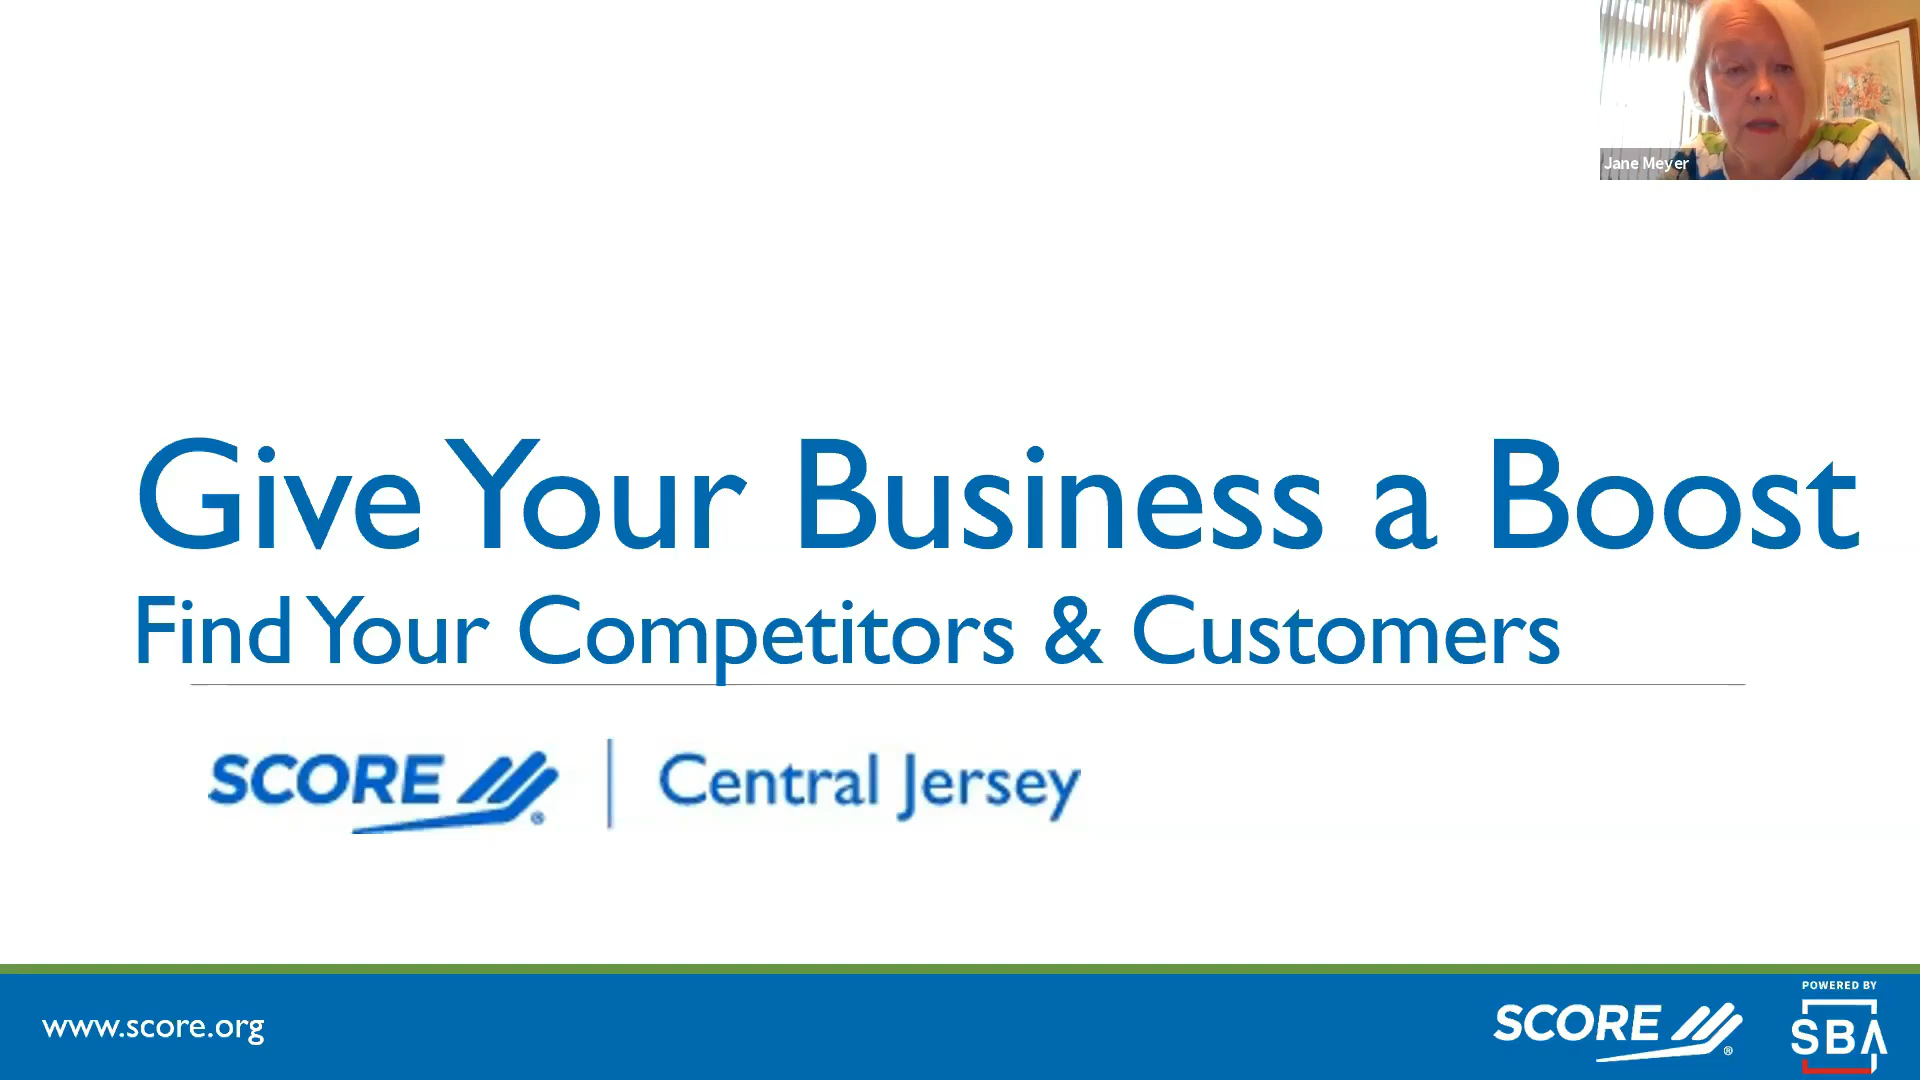 Jane Meyer
Give Your Business a Boost
Find Your Competitors & Customers
SCORE ® | Central Jersey
www.score.org
SCORE ®
POWERED BY
SBA